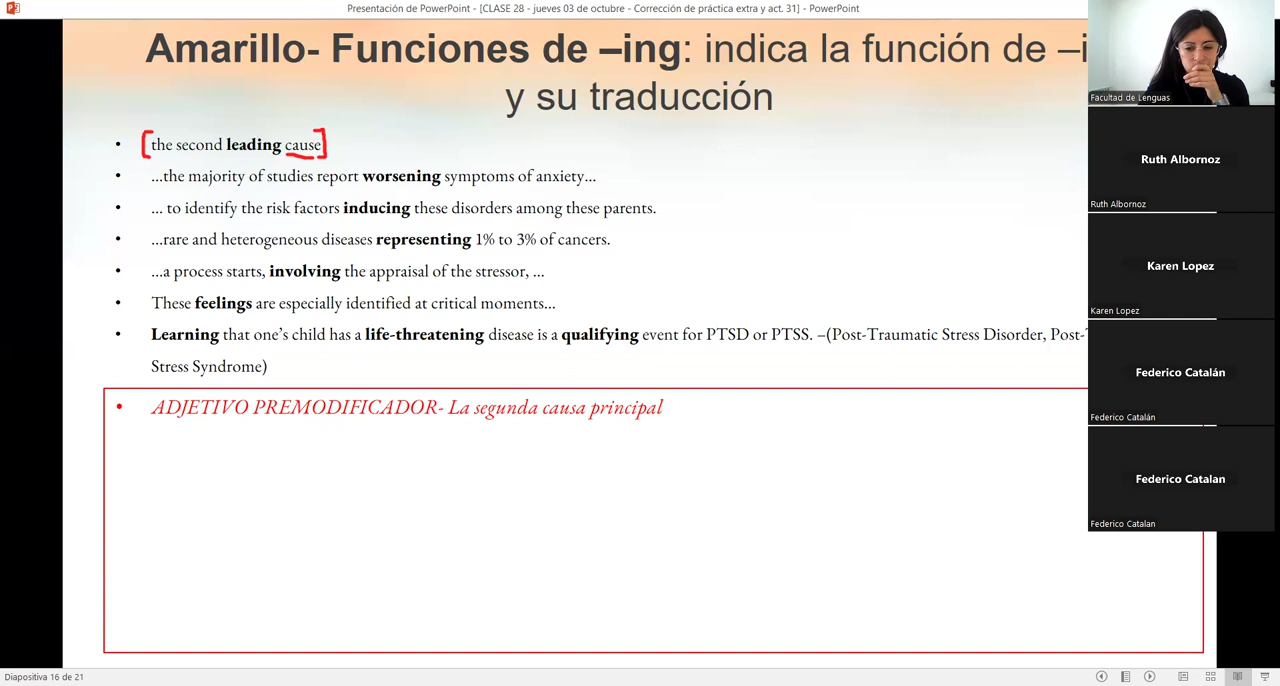 Presentación de PowerPoint - [CLASE 28 - jueves 03 de octubre - Corrección de práctica extra y act. 31] - PowerPoint
Amarillo- Funciones de –ing: indica la función de –i
y su traducción
• the second leading cause
• ...the majority of studies report worsening symptoms of anxiety...
• ... to identify the risk factors inducing these disorders among these parents.
• ...rare and heterogeneous diseases representing 1% to 3% of cancers.
• ...a process starts, involving the appraisal of the stressor, ...
• These feelings are especially identified at critical moments...
• Learning that one's child has a life-threatening disease is a qualifying event for PTSD or PTSS. –(Post-Traumatic Stress Disorder, Post-
Stress Syndrome)
• ADJETIVO PREMODIFICADOR- La segunda causa principal
Facultad de Lenguas
Ruth Albornoz
Ruth Albornoz
Karen Lopez
Karen Lopez
Federico Catalán
Federico Catalán
Federico Catalan
Federico Catalan
Diapositiva 16 de 21